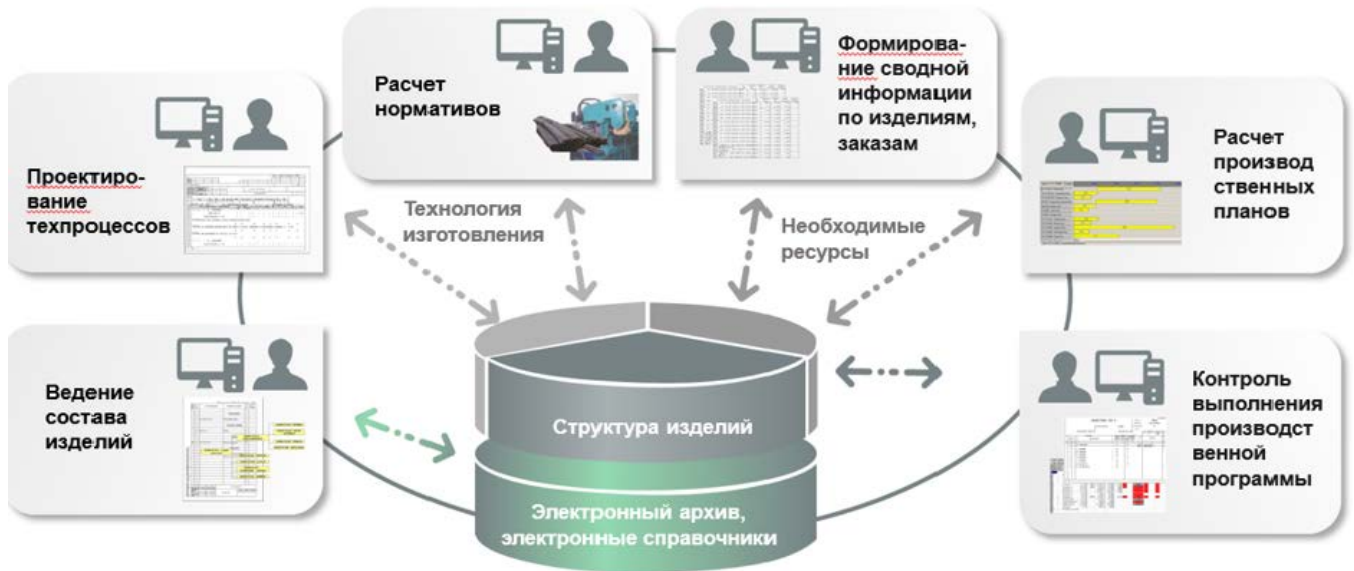 Расчет
нормативов
Формирова-
ние сводной
информации
по изделиям,
заказам
Проектиро-
вание
техпроцессов
Расчет
производ
ственных
планов
Технология
изготовления
Необходимые
ресурсы
Ведение
состава
изделий
Структура изделий
Электронный архив,
электронные справочники
Контроль
выполнения
производст
венной
программы